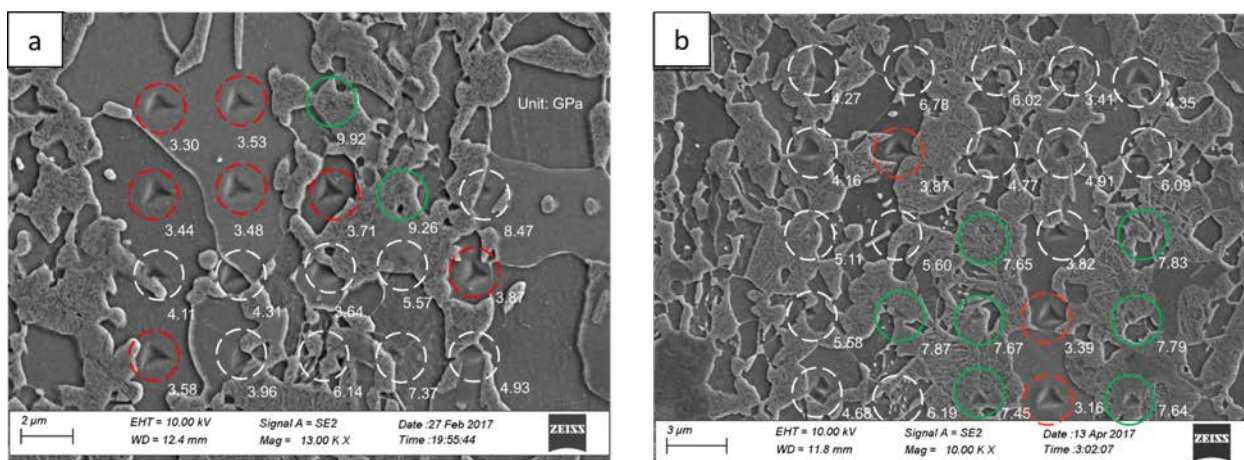 a
Unit: GPa
3.30 3.53 9.92
3.44 3.48 3.71 9.26 8.47
4.11 4.31 3.64 5.57 3.87
3.58 3.96 6.14 7.37 4.93
2 µm
EHT = 10.00 kV Signal A = SE2 Date :27 Feb 2017
WD = 12.4 mm Mag = 13.00 K X Time :19:55:44
ZEISS
b
4.27 6.78 6.02 3.41 4.35
4.16 3.87 4.77 4.91 6.09
5.11 5.60 7.65 3.82 7.83
5.58 7.87 7.67 3.39 7.79
4.68 6.19 7.45 3.16 7.64
3 µm
EHT = 10.00 kV Signal A = SE2 Date :13 Apr 2017
WD = 11.8 mm Mag = 10.00 K X Time :3:02:07
ZEISS